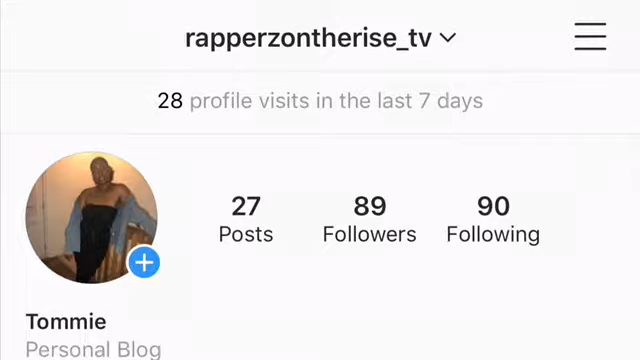 rapperzontherise_tv
28 profile visits in the last 7 days
27 89 90
Posts Followers Following
Tommie
Personal Blog